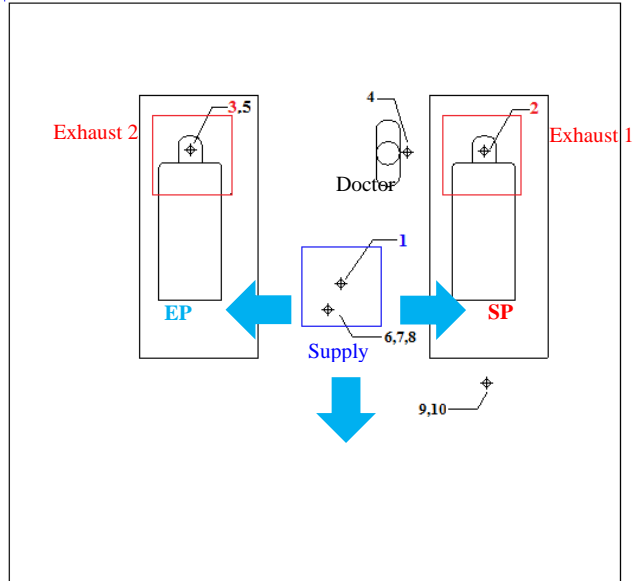 4
3,5
2
Exhaust 2
Exhaust 1
Doctor
1
EP
SP
6,7,8
Supply
9,10